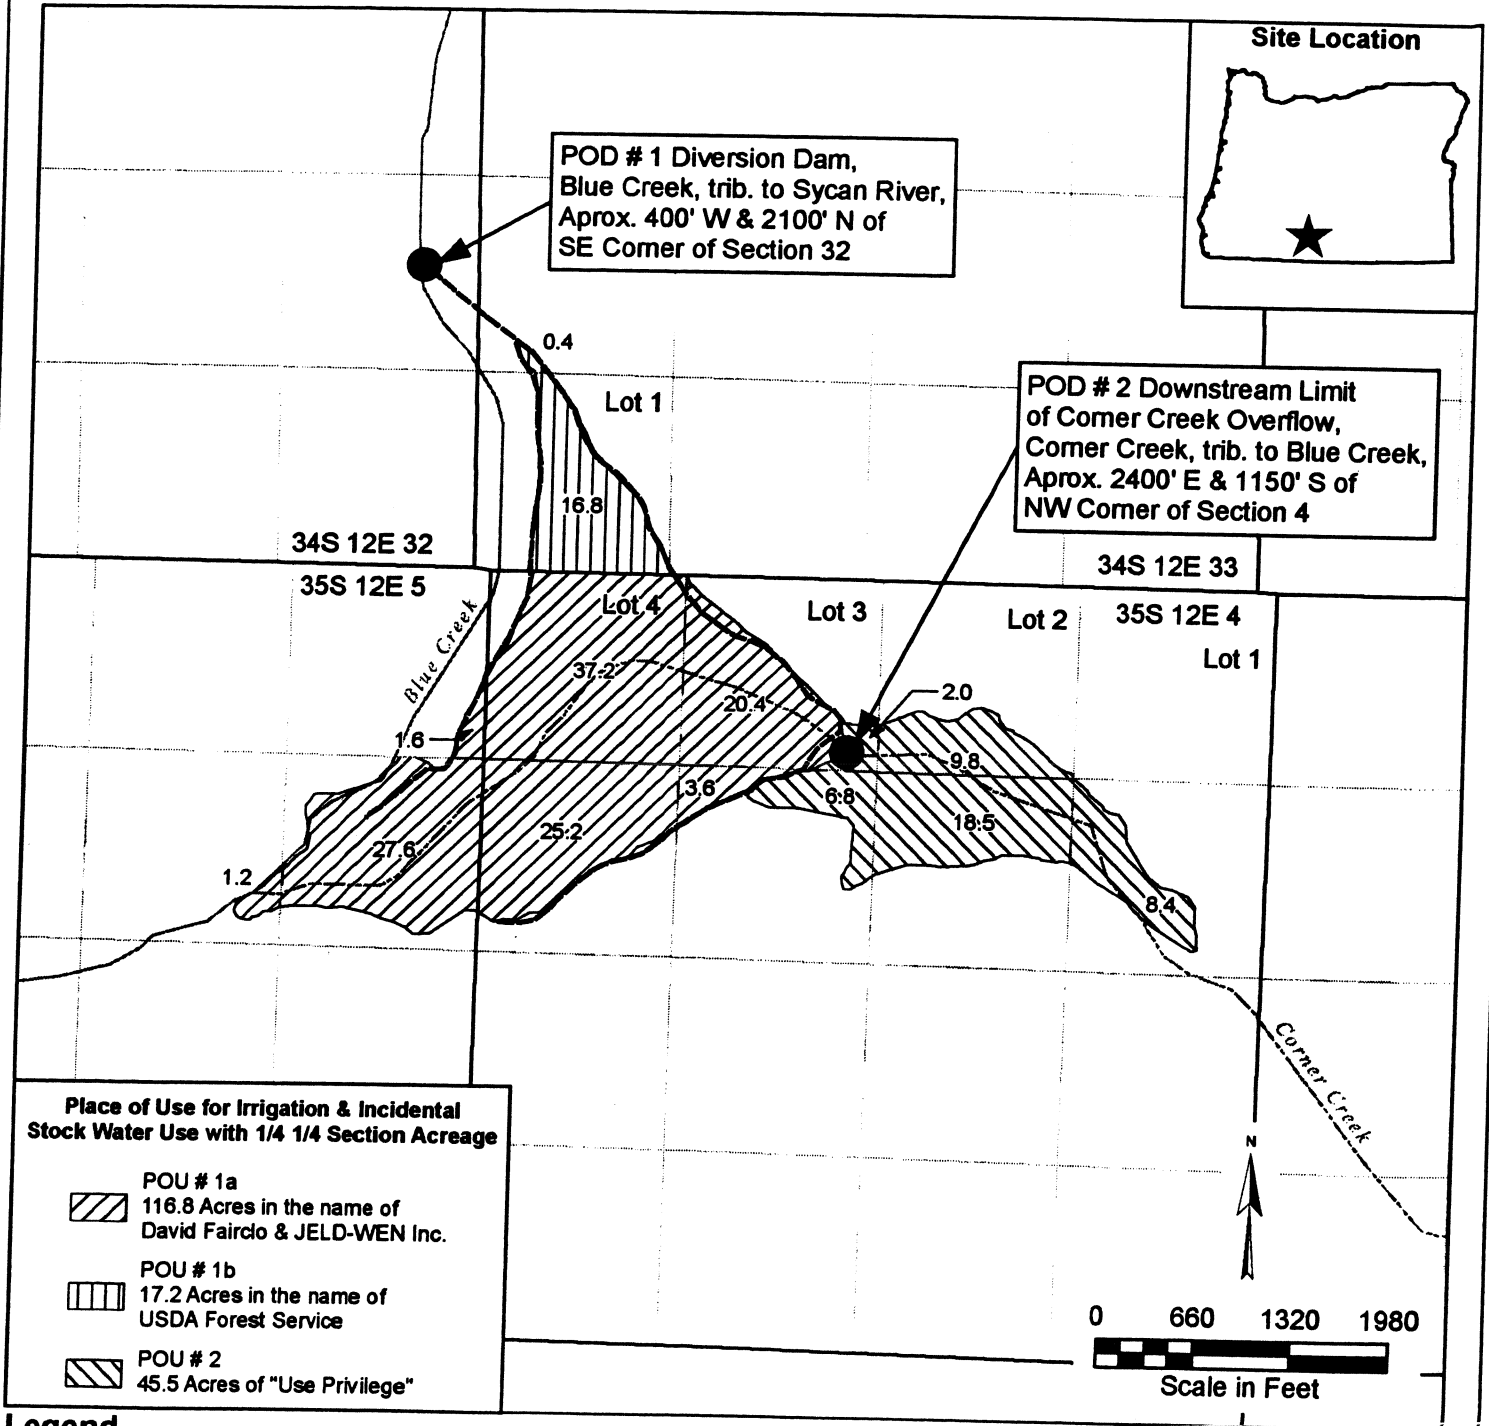 Site Location
POD # 1 Diversion Dam,
Blue Creek, trib. to Sycan River,
Aprox. 400' W & 2100' N of
SE Corner of Section 32
0.4
Lot 1
POD # 2 Downstream Limit
of Corner Creek Overflow,
Corner Creek, trib. to Blue Creek,
Aprox. 2400' E & 1150' S of
NW Corner of Section 4
16.8
34S 12E 32
34S 12E 33
35S 12E 5
Lot 4
Lot 3
Lot 2
35S 12E 4
Lot 1
Blue Creek
37.2
20.4
2.0
1.6
9.8
3.6
6.8
18.5
25.2
27.6
1.2
8.4
Corner Creek
Place of Use for Irrigation & Incidental
Stock Water Use with 1/4 1/4 Section Acreage
POU # 1a
116.8 Acres in the name of
David Fairclo & JELD-WEN Inc.
POU # 1b
17.2 Acres in the name of
USDA Forest Service
POU # 2
45.5 Acres of "Use Privilege"
N
0 660 1320 1980
Scale in Feet
Legend